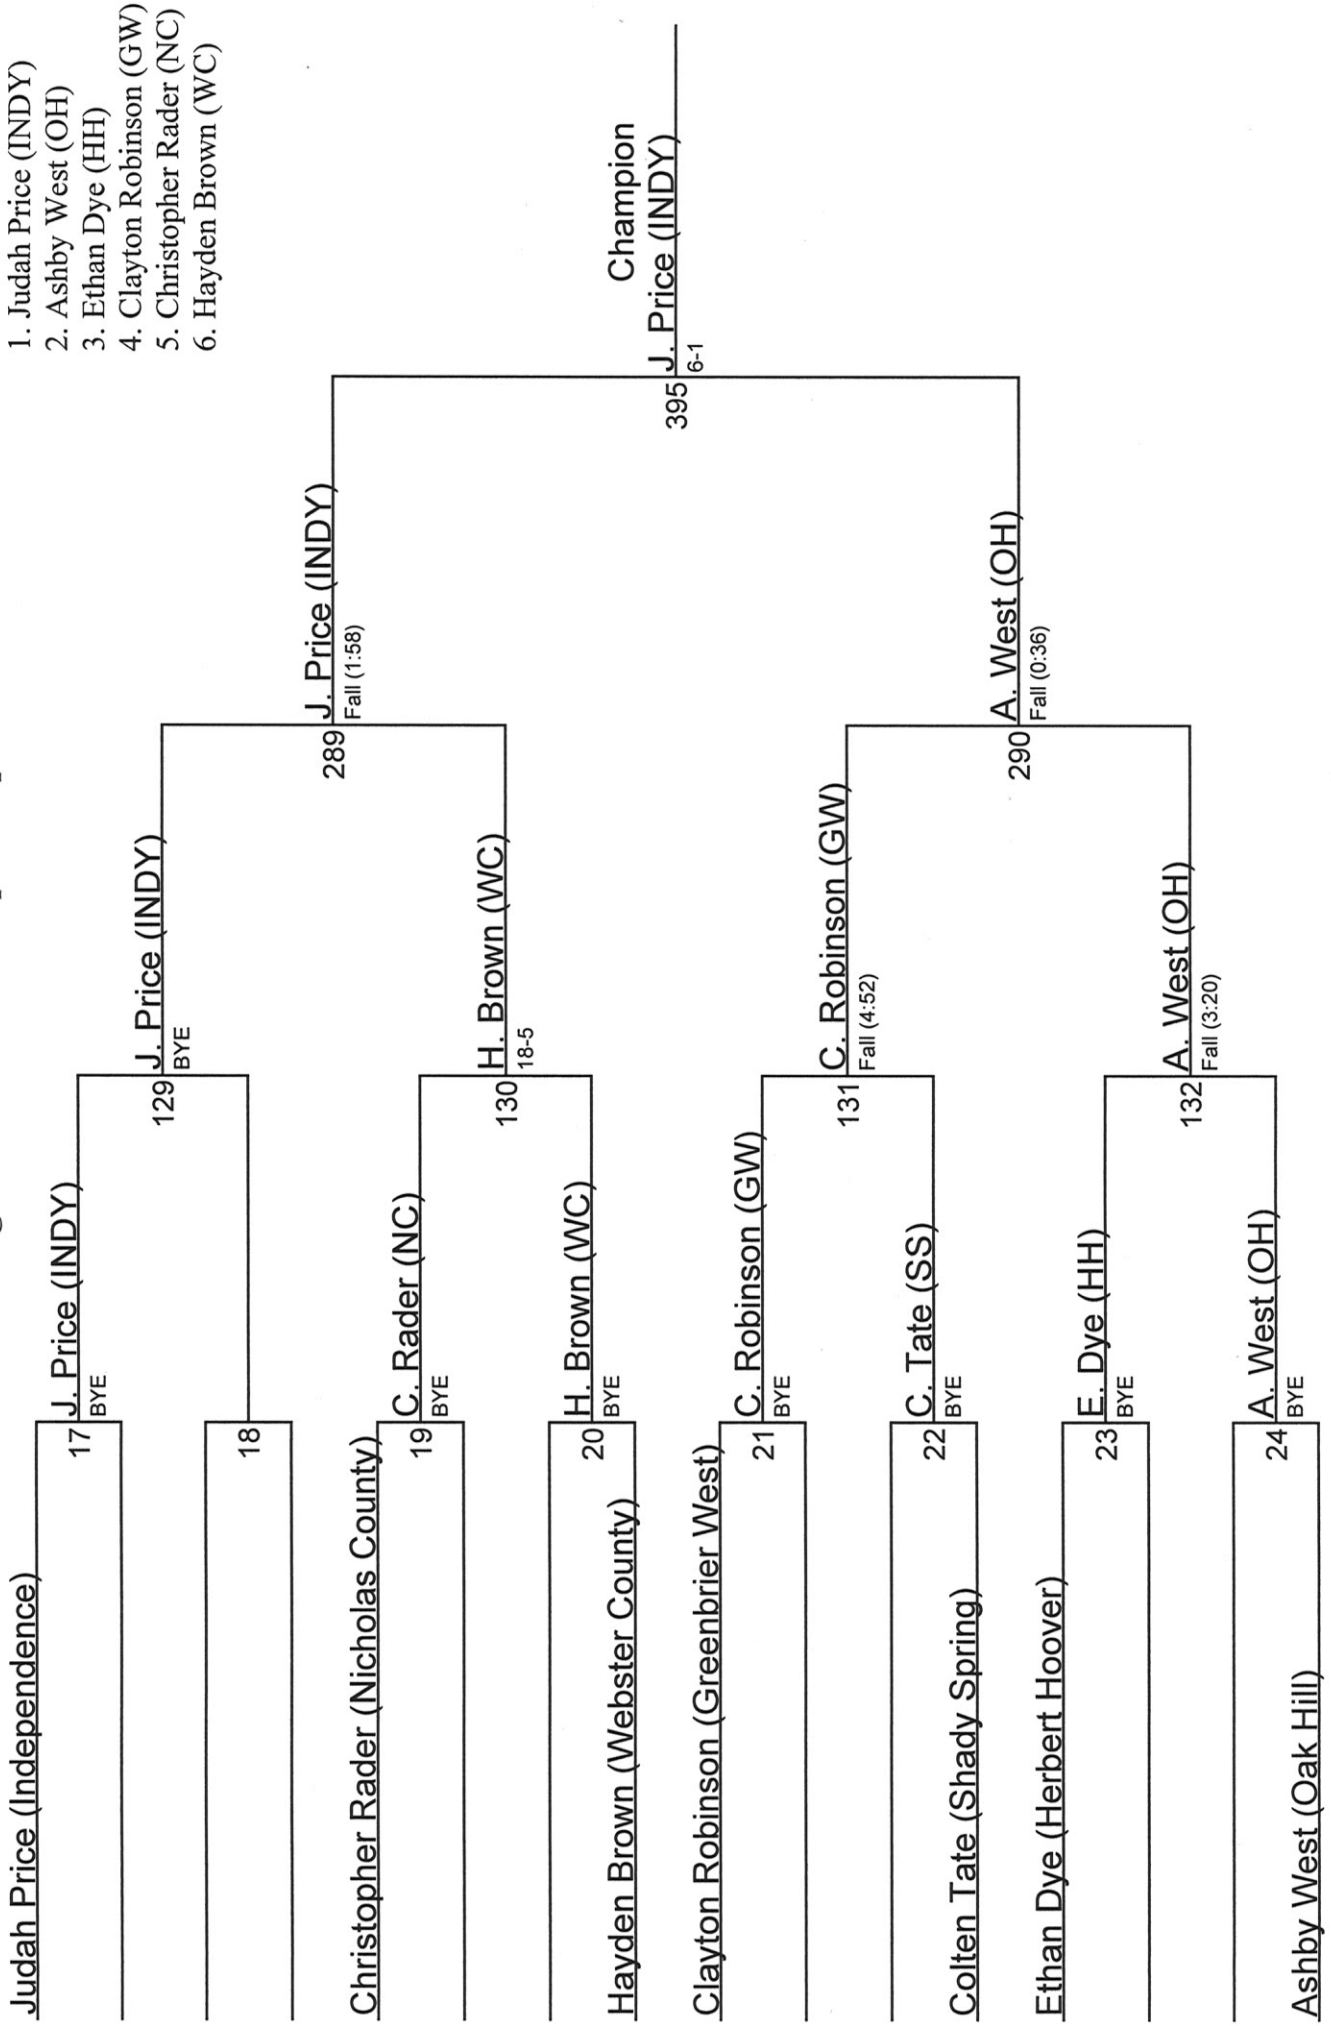 1. Judah Price (INDY)
2. Ashby West (OH)
3. Ethan Dye (HH)
4. Clayton Robinson (GW)
5. Christopher Rader (NC)
6. Hayden Brown (WC)
Judah Price (Independence)
17
J. Price (INDY)
BYE
18
129
J. Price (INDY)
BYE
Christopher Rader (Nicholas County)
19
C. Rader (NC)
BYE
Hayden Brown (Webster County)
20
H. Brown (WC)
BYE
130
H. Brown (WC)
18-5
289
J. Price (INDY)
Fall (1:58)
Clayton Robinson (Greenbrier West)
21
C. Robinson (GW)
BYE
Colten Tate (Shady Spring)
22
C. Tate (SS)
BYE
131
C. Robinson (GW)
Fall (4:52)
Ethan Dye (Herbert Hoover)
23
E. Dye (HH)
BYE
Ashby West (Oak Hill)
24
A. West (OH)
BYE
132
A. West (OH)
Fall (3:20)
290
A. West (OH)
Fall (0:36)
395
Champion
J. Price (INDY)
6-1